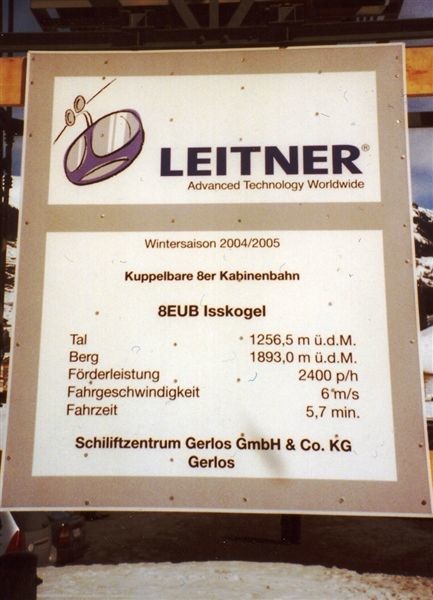 LEITNER®
Advanced Technology Worldwide
Wintersaison 2004/2005
Kuppelbare 8er Kabinenbahn
8EUB Isskogel
Tal 1256,5 m ü.d.M.
Berg 1893,0 m ü.d.M.
Förderleistung 2400 p/h
Fahrgeschwindigkeit 6 m/s
Fahrzeit 5,7 min.
Schiliftzentrum Gerlos GmbH & Co. KG
Gerlos